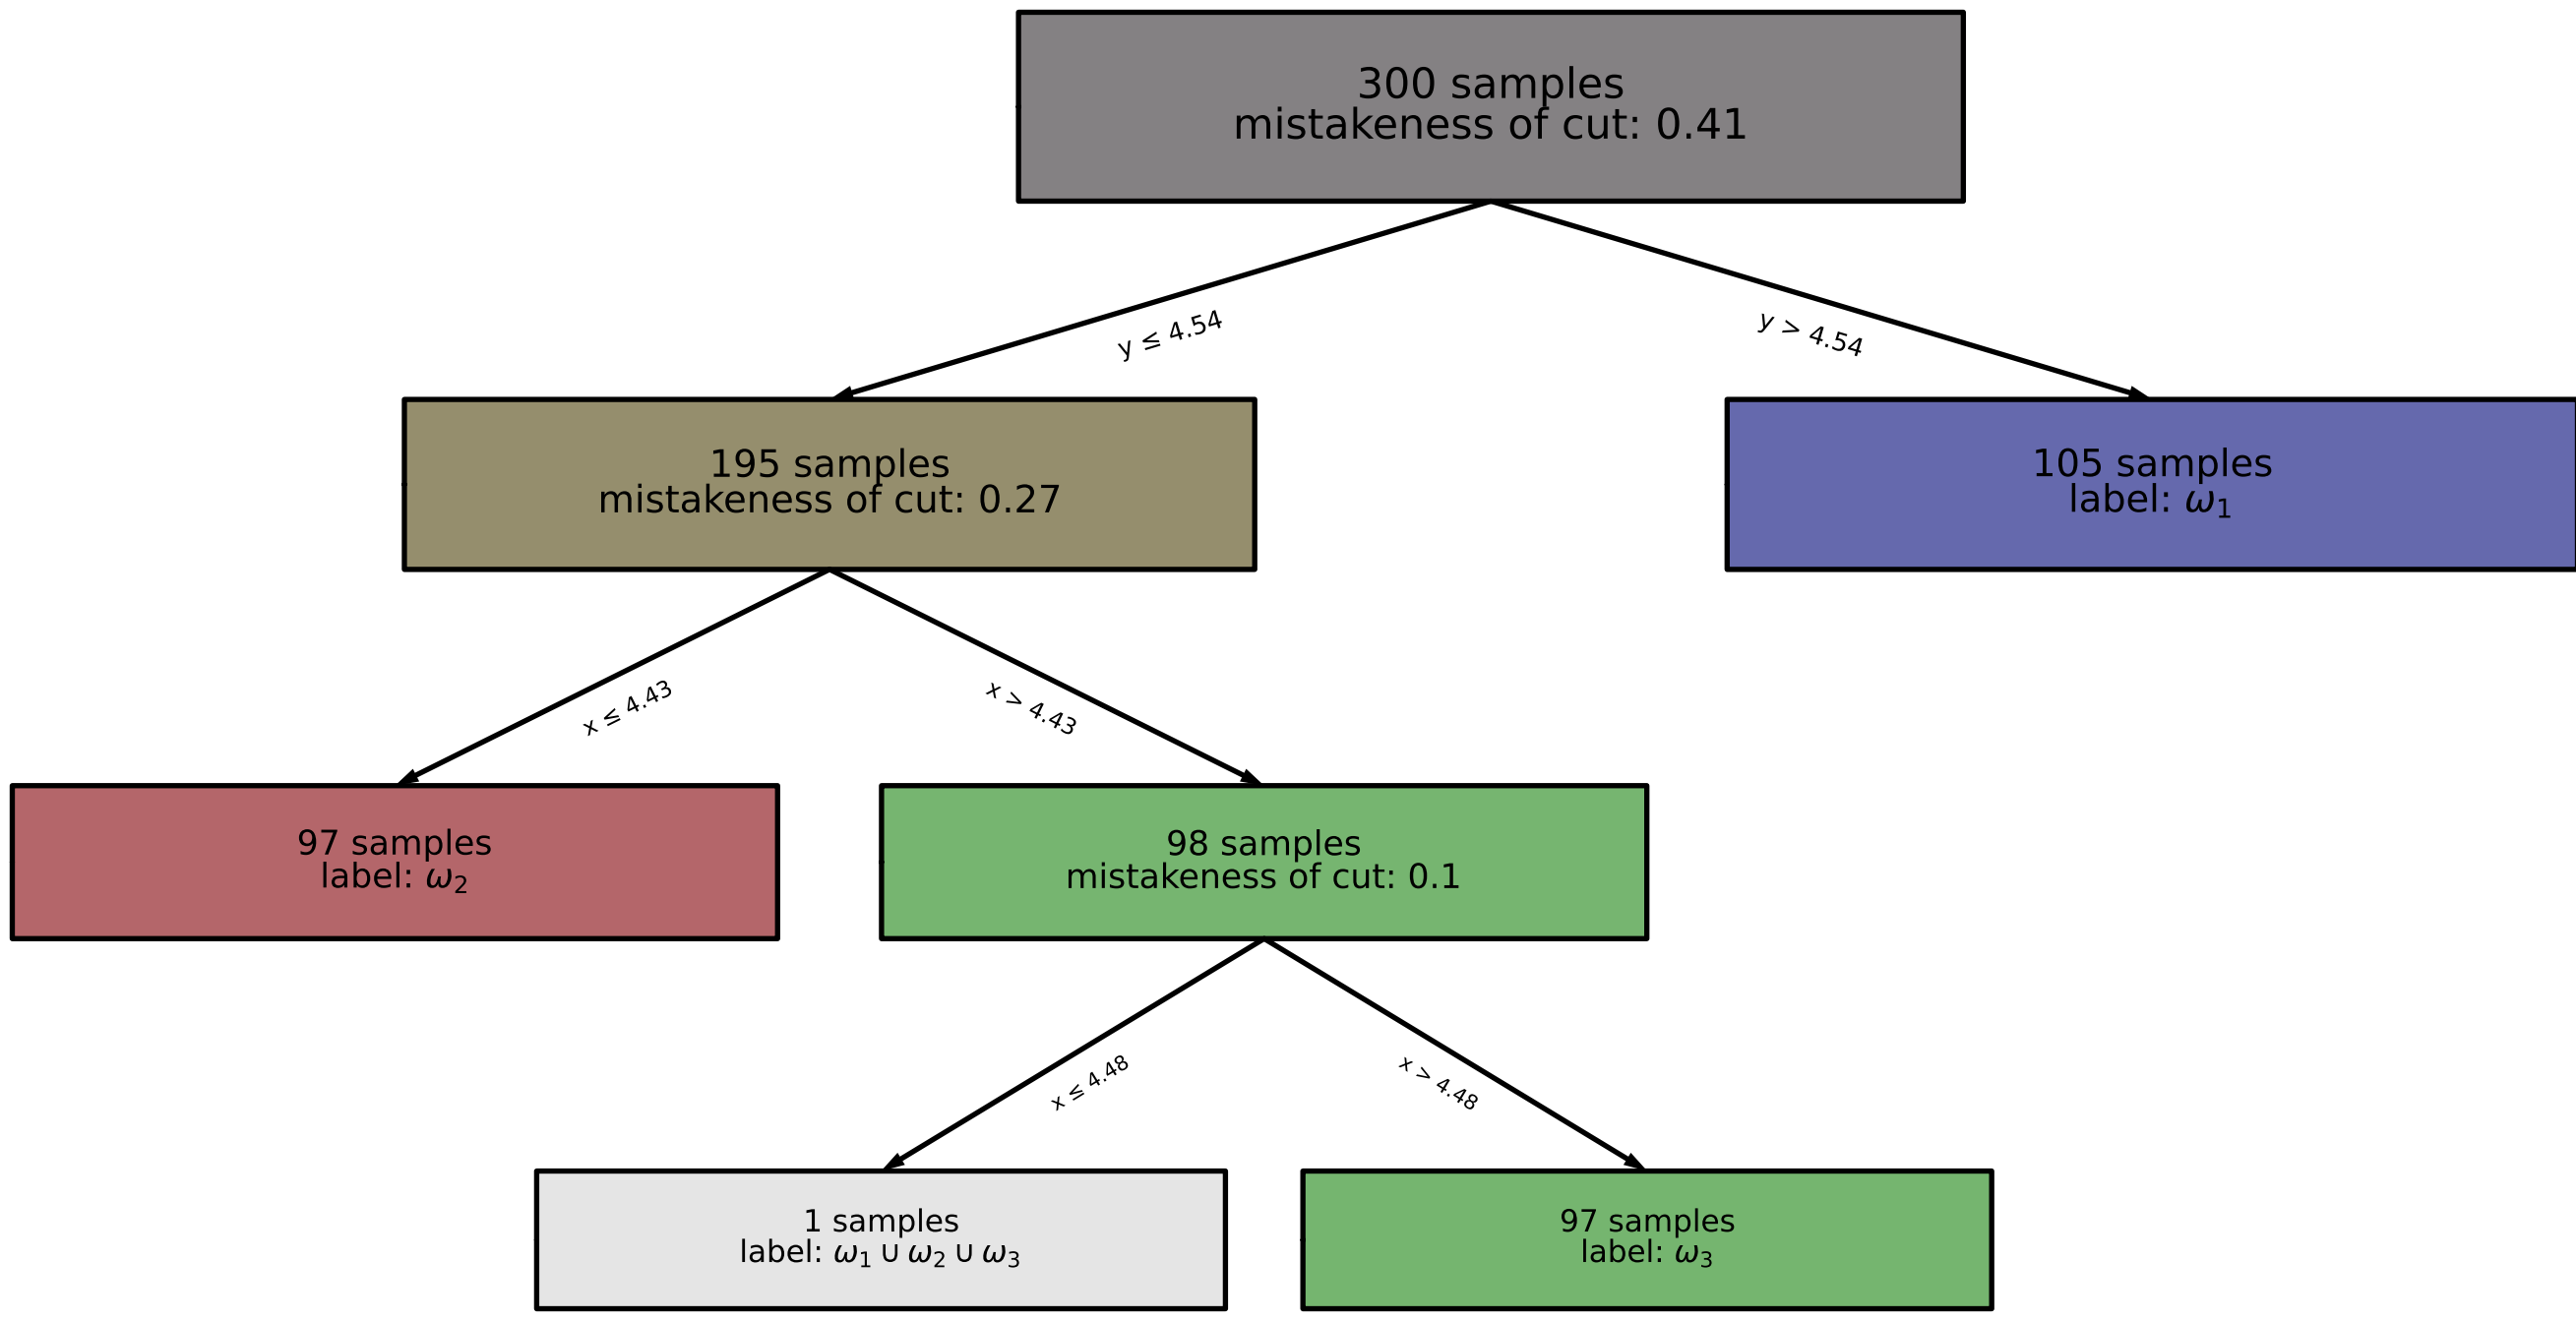 300 samples
mistakeness of cut: 0.41
y ≤ 4.54
y > 4.54
195 samples
mistakeness of cut: 0.27
105 samples
label: ω₁
x ≤ 4.43
x > 4.43
97 samples
label: ω₂
98 samples
mistakeness of cut: 0.1
x ≤ 4.48
x > 4.48
1 samples
label: ω₁ ∪ ω₂ ∪ ω₃
97 samples
label: ω₃